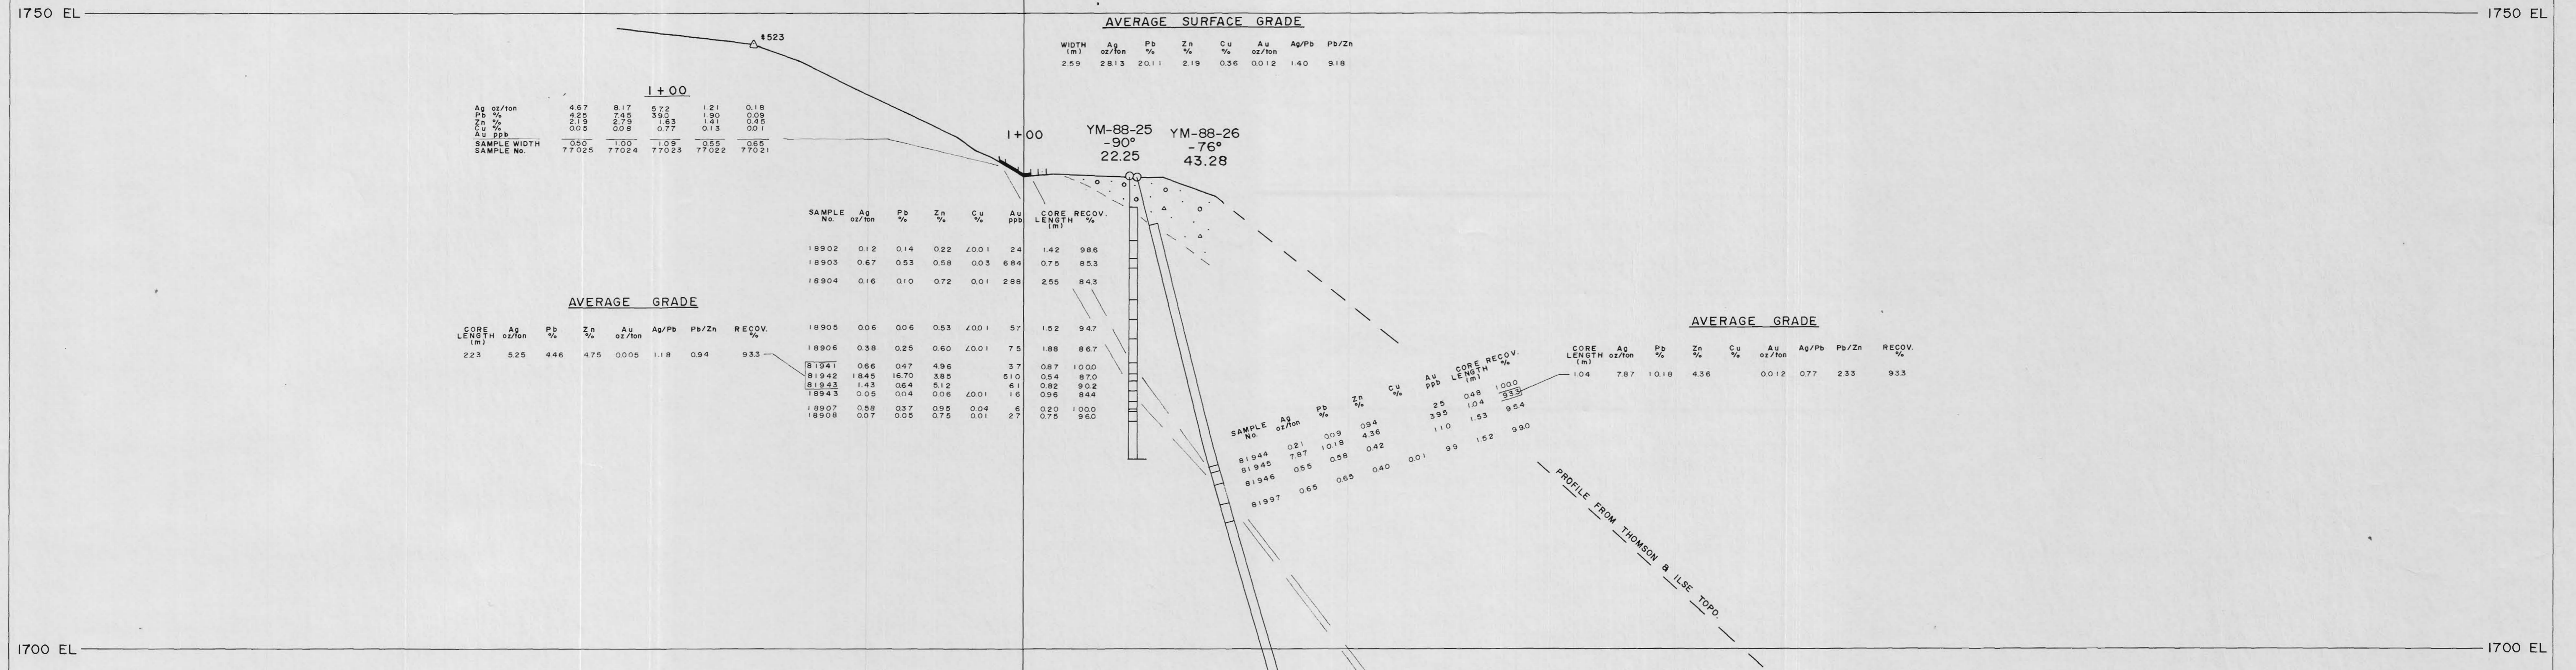 1750 EL
1750 EL
AVERAGE SURFACE GRADE
WIDTH (m) Ag oz/ton Pb % Zn % Cu % Au oz/ton Ag/Pb Pb/Zn
2.59 28.13 20.11 2.19 0.36 0.012 1.40 9.18
523
1+00
Ag oz/ton 4.67 8.17 5.72 1.21 0.18
Pb % 4.25 7.45 3.90 1.90 0.09
Zn % 2.19 2.79 1.63 1.41 0.45
Cu % 0.05 0.08 0.77 0.13 0.01
Au ppb
SAMPLE WIDTH 0.50 1.00 1.09 0.55 0.65
SAMPLE No. 77025 77024 77023 77022 77021
1+00
YM-88-25
-90°
22.25
YM-88-26
-76°
43.28
SAMPLE No. Ag oz/ton Pb % Zn % Cu % Au ppb CORE LENGTH (m) RECOV. %
18902 0.12 0.14 0.22 <0.01 24 1.42 98.6
18903 0.67 0.53 0.58 0.03 684 0.75 85.3
18904 0.16 0.10 0.72 0.01 288 2.55 84.3
18905 0.06 0.06 0.53 <0.01 57 1.52 94.7
18906 0.38 0.25 0.60 <0.01 75 1.88 86.7
81941 0.66 0.47 4.96 37 0.87 100.0
81942 18.45 16.70 3.85 510 0.54 87.0
81943 1.43 0.64 5.12 61 0.82 90.2
18943 0.05 0.04 0.06 <0.01 16 0.96 84.4
18907 0.58 0.37 0.95 0.04 6 0.20 100.0
18908 0.07 0.05 0.75 0.01 27 0.75 96.0
AVERAGE GRADE
CORE LENGTH (m) Ag oz/ton Pb % Zn % Au oz/ton Ag/Pb Pb/Zn RECOV. %
2.23 5.25 4.46 4.75 0.005 1.18 0.94 93.3
SAMPLE No. Ag oz/ton Pb % Zn % Cu % Au ppb CORE LENGTH (m) RECOV. %
81944 0.21 0.09 0.94 25 0.48 100.0
81945 7.87 10.18 4.36 395 1.04 93.3
81946 0.55 0.58 0.42 110 1.53 95.4
81997 0.65 0.65 0.40 0.01 99 1.52 99.0
AVERAGE GRADE
CORE LENGTH (m) Ag oz/ton Pb % Zn % Cu % Au oz/ton Ag/Pb Pb/Zn RECOV. %
1.04 7.87 10.18 4.36 0.012 0.77 2.33 93.3
PROFILE FROM THOMSON & ILSE TOPO.
1700 EL
1700 EL